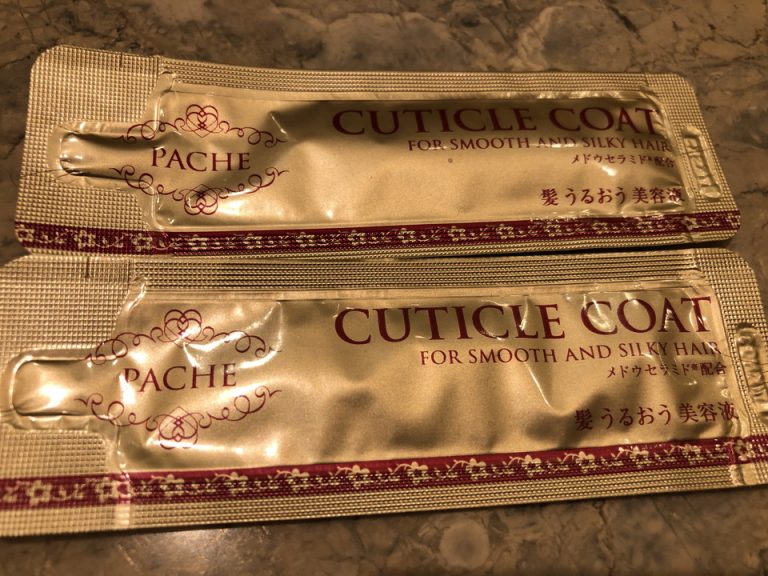 PACHE
CUTICLE COAT
FOR SMOOTH AND SILKY HAIR
メドウセラミド※配合
髪うるおう美容液
PACHE
CUTICLE COAT
FOR SMOOTH AND SILKY HAIR
メドウセラミド※配合
髪うるおう美容液